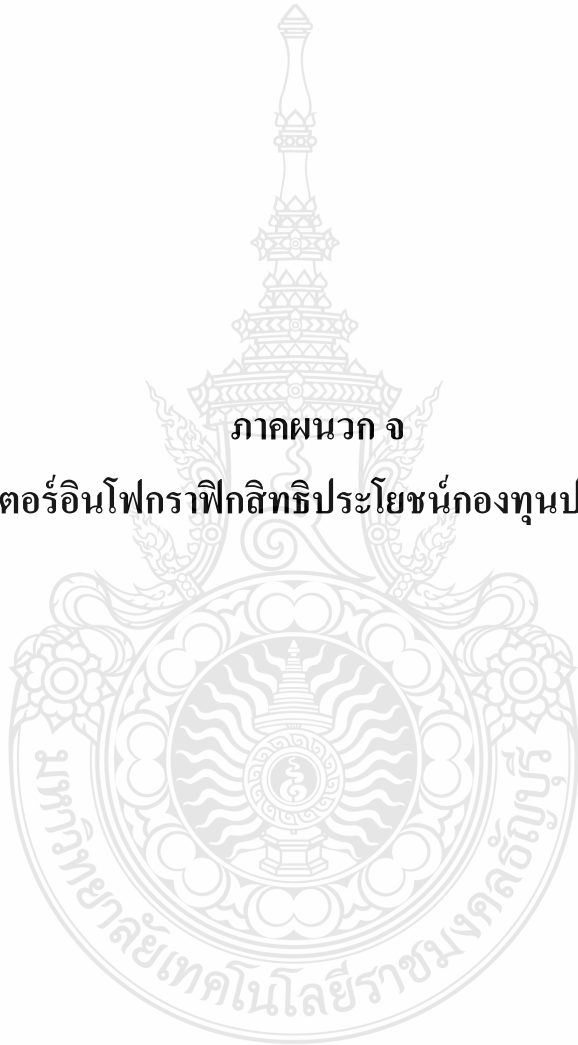 ภาคผนวก จ
ตอร์อินโฟกราฟิกสิทธิประโยชน์กองทุนป
มหาวิทยาลัยเทคโนโลยีราชมงคลธัญบุรี